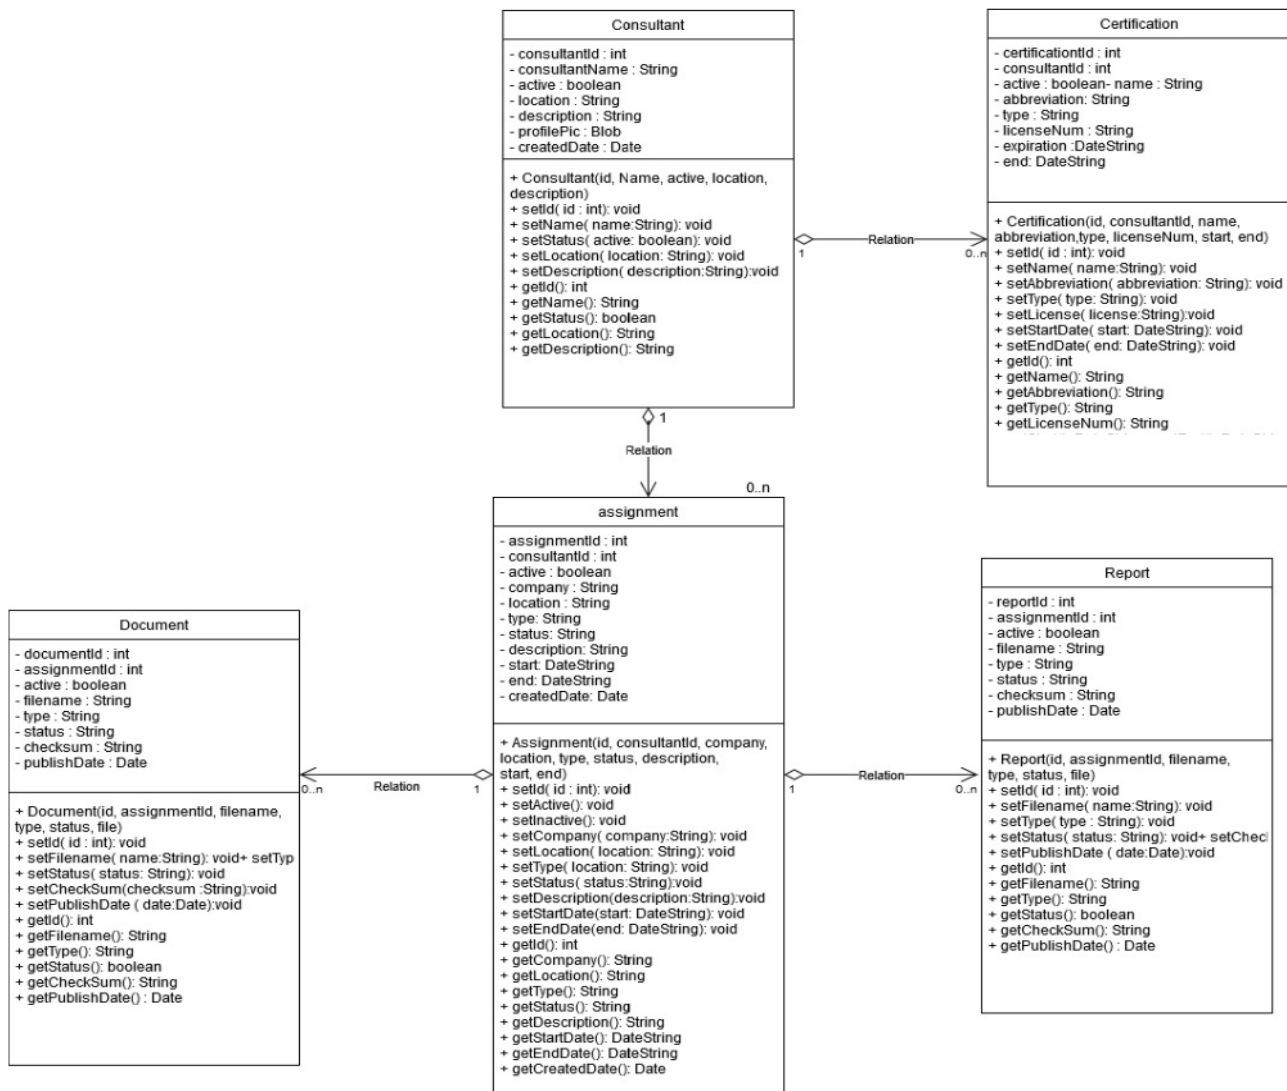 Consultant
- consultantId : int
- consultantName : String
- active : boolean
- location : String
- description : String
- profilePic : Blob
- createdDate : Date
+ Consultant(id, Name, active, location,
description)
+ setId( id : int): void
+ setName( name:String): void
+ setStatus( active: boolean): void
+ setLocation( location: String): void
+ setDescription( description:String):void
+ getId(): int
+ getName(): String
+ getStatus(): boolean
+ getLocation(): String
+ getDescription(): String
1
Relation
0..n
Certification
- certificationtId : int
- consultantId : int
- active : boolean- name : String
- abbreviation: String
- type : String
- licenseNum : String
- expiration :DateString
- end: DateString
+ Certification(id, consultantId, name,
abbreviation,type, licenseNum, start, end)
+ setId( id : int): void
+ setName( name:String): void
+ setAbbreviation( abbreviation: String): void
+ setType( type: String): void
+ setLicense( license:String):void
+ setStartDate( start: DateString): void
+ setEndDate( end: DateString): void
+ getId(): int
+ getName(): String
+ getAbbreviation(): String
+ getType(): String
+ getLicenseNum(): String
1
Relation
0..n
assignment
- assignmentId : int
- consultantId : int
- active : boolean
- company : String
- location : String
- type: String
- status: String
- description: String
- start: DateString
- end: DateString
- createdDate: Date
+ Assignment(id, consultantId, company,
location, type, status, description,
start, end)
+ setId( id : int): void
+ setActive(): void
+ setInactive(): void
+ setCompany( company:String): void
+ setLocation( location: String): void
+ setType( location: String): void
+ setStatus( status:String):void
+ setDescription(description:String):void
+ setStartDate(start: DateString): void
+ setEndDate(end: DateString): void
+ getId(): int
+ getCompany(): String
+ getLocation(): String
+ getType(): String
+ getStatus(): String
+ getDescription(): String
+ getStartDate(): DateString
+ getEndDate(): DateString
+ getCreatedDate(): Date
0..n
Relation
1
Document
- documentId : int
- assignmentId : int
- active : boolean
- filename : String
- type : String
- status : String
- checksum : String
- publishDate : Date
+ Document(id, assignmentId, filename,
type, status, file)
+ setId( id : int): void
+ setFilename( name:String): void+ setTyp
+ setStatus( status: String): void
+ setCheckSum(checksum :String):void
+ setPublishDate ( date:Date):void
+ getId(): int
+ getFilename(): String
+ getType(): String
+ getStatus(): boolean
+ getCheckSum(): String
+ getPublishDate() : Date
1
Relation
0..n
Report
- reportId : int
- assignmentId : int
- active : boolean
- filename : String
- type : String
- status : String
- checksum : String
- publishDate : Date
+ Report(id, assignmentId, filename,
type, status, file)
+ setId( id : int): void
+ setFilename( name:String): void
+ setType( type : String): void
+ setStatus( status: String): void+ setChec
+ setPublishDate ( date:Date):void
+ getId(): int
+ getFilename(): String
+ getType(): String
+ getStatus(): boolean
+ getCheckSum(): String
+ getPublishDate() : Date